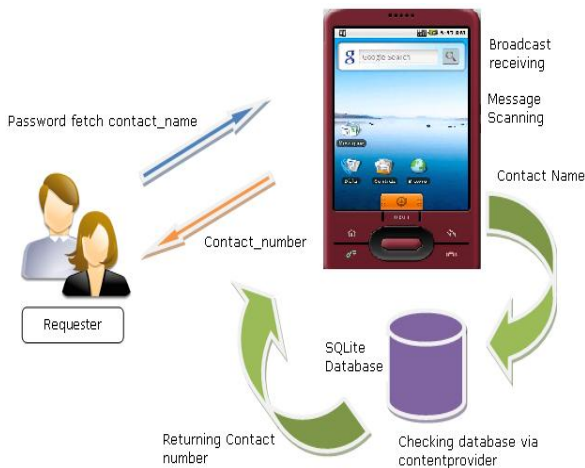 Broadcast
receiving
Message
Scanning
Password fetch contact_name
Google Search
Contact Name
Contact_number
Requester
SQLite
Database
Returning Contact
number
Checking database via
contentprovider